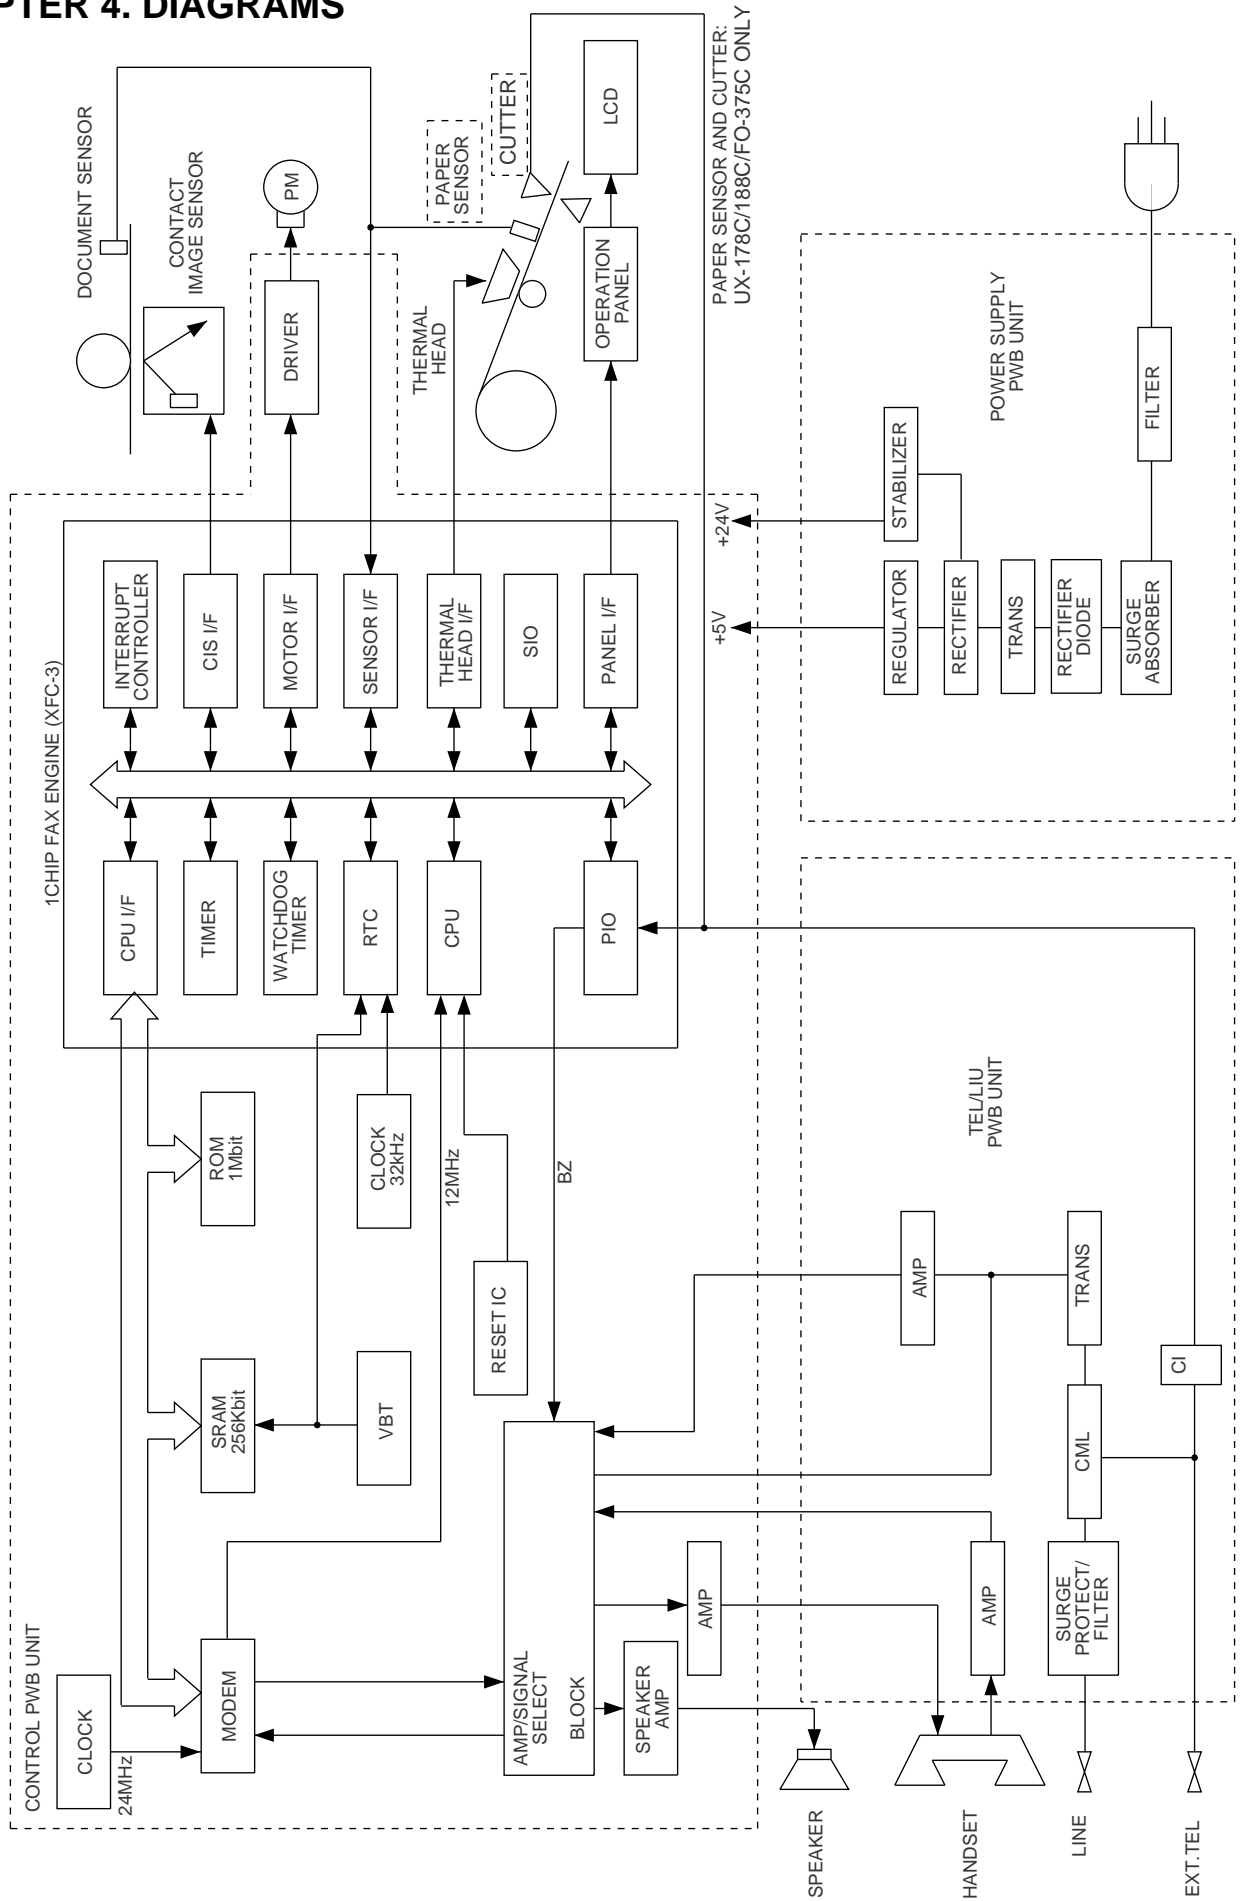 PTER 4. DIAGRAMS
CONTROL PWB UNIT
CLOCK
24MHz
MODEM
SRAM
256Kbit
ROM
1Mbit
VBT
CLOCK
32kHz
12MHz
RESET IC
BZ
AMP/SIGNAL
SELECT
BLOCK
SPEAKER
AMP
AMP
1CHIP FAX ENGINE (XFC-3)
CPU I/F
TIMER
WATCHDOG
TIMER
RTC
CPU
PIO
INTERRUPT
CONTROLLER
CIS I/F
MOTOR I/F
SENSOR I/F
THERMAL
HEAD I/F
SIO
PANEL I/F
DOCUMENT SENSOR
CONTACT
IMAGE SENSOR
DRIVER
PM
THERMAL
HEAD
PAPER
SENSOR
CUTTER
OPERATION
PANEL
LCD
PAPER SENSOR AND CUTTER:
UX-178C/188C/FO-375C ONLY
+5V
+24V
POWER SUPPLY
PWB UNIT
REGULATOR
STABILIZER
RECTIFIER
TRANS
RECTIFIER
DIODE
SURGE
ABSORBER
FILTER
TEL/LIU
PWB UNIT
AMP
AMP
TRANS
CML
SURGE
PROTECT/
FILTER
CI
SPEAKER
HANDSET
LINE
EXT.TEL